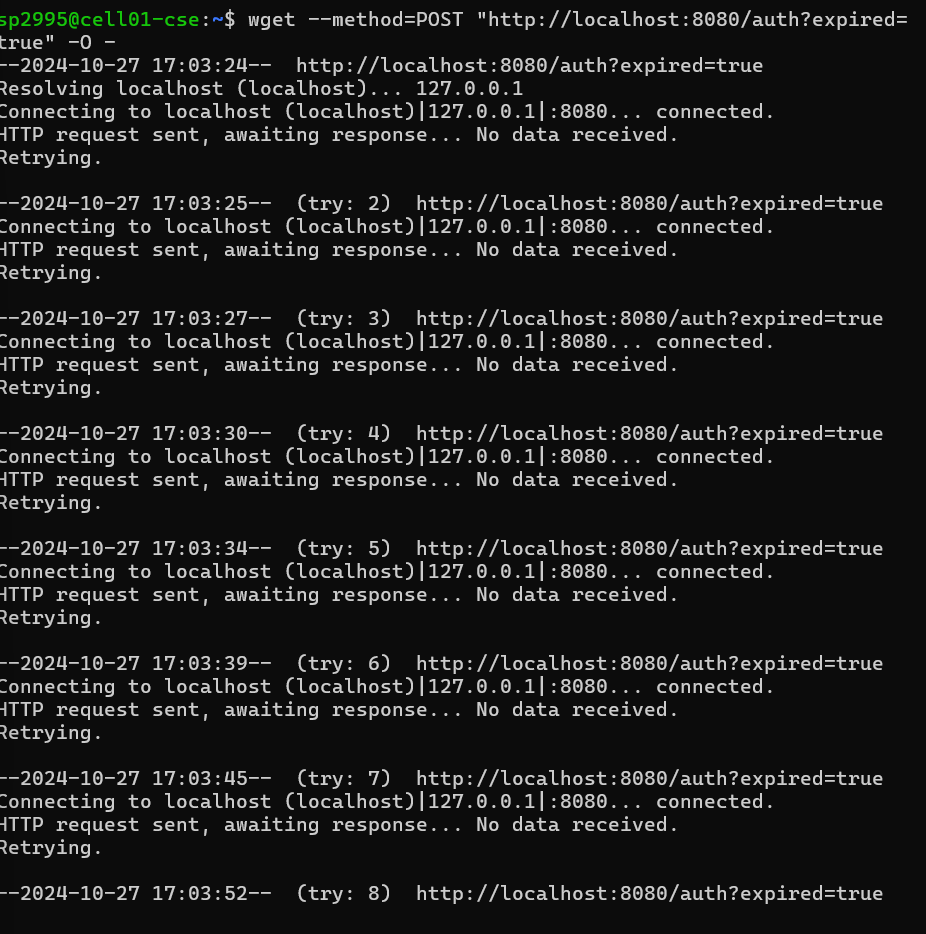 sp2995@cell01-cse:~$ wget --method=POST "http://localhost:8080/auth?expired=
true" -O -
--2024-10-27 17:03:24--  http://localhost:8080/auth?expired=true
Resolving localhost (localhost)... 127.0.0.1
Connecting to localhost (localhost)|127.0.0.1|:8080... connected.
HTTP request sent, awaiting response... No data received.
Retrying.

--2024-10-27 17:03:25--  (try: 2)  http://localhost:8080/auth?expired=true
Connecting to localhost (localhost)|127.0.0.1|:8080... connected.
HTTP request sent, awaiting response... No data received.
Retrying.

--2024-10-27 17:03:27--  (try: 3)  http://localhost:8080/auth?expired=true
Connecting to localhost (localhost)|127.0.0.1|:8080... connected.
HTTP request sent, awaiting response... No data received.
Retrying.

--2024-10-27 17:03:30--  (try: 4)  http://localhost:8080/auth?expired=true
Connecting to localhost (localhost)|127.0.0.1|:8080... connected.
HTTP request sent, awaiting response... No data received.
Retrying.

--2024-10-27 17:03:34--  (try: 5)  http://localhost:8080/auth?expired=true
Connecting to localhost (localhost)|127.0.0.1|:8080... connected.
HTTP request sent, awaiting response... No data received.
Retrying.

--2024-10-27 17:03:39--  (try: 6)  http://localhost:8080/auth?expired=true
Connecting to localhost (localhost)|127.0.0.1|:8080... connected.
HTTP request sent, awaiting response... No data received.
Retrying.

--2024-10-27 17:03:45--  (try: 7)  http://localhost:8080/auth?expired=true
Connecting to localhost (localhost)|127.0.0.1|:8080... connected.
HTTP request sent, awaiting response... No data received.
Retrying.

--2024-10-27 17:03:52--  (try: 8)  http://localhost:8080/auth?expired=true